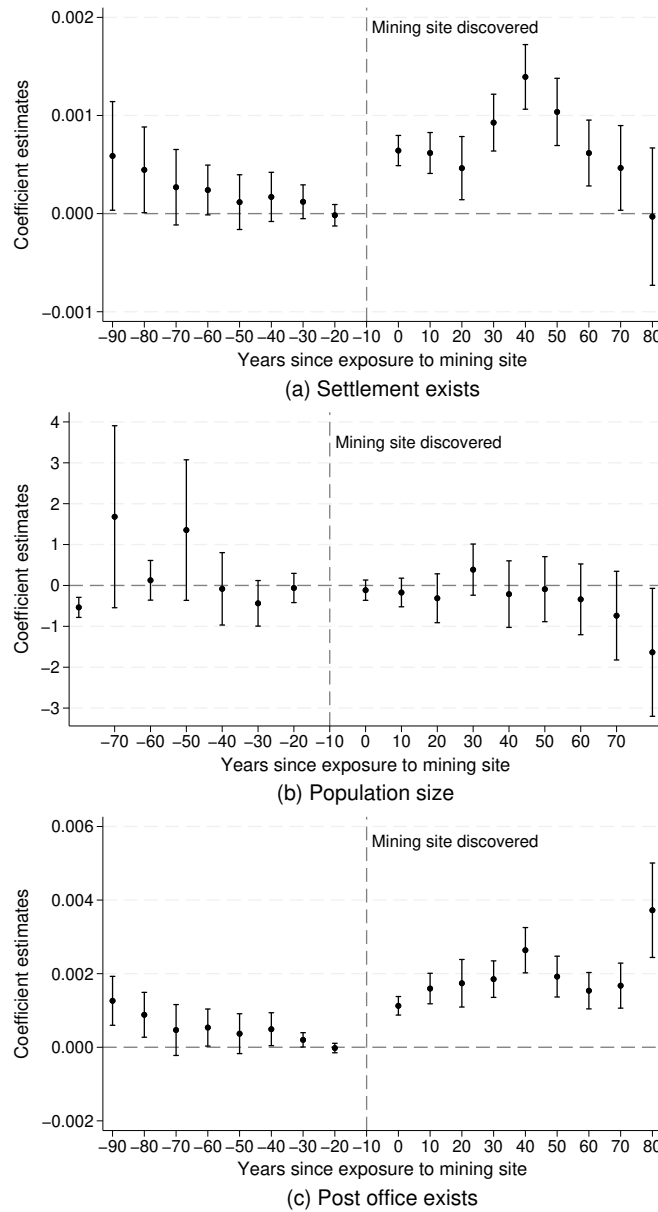 0.002
Mining site discovered
0.001
0.000
−0.001
Coefficient estimates
−90 −80 −70 −60 −50 −40 −30 −20 −10 0 10 20 30 40 50 60 70 80
Years since exposure to mining site
(a) Settlement exists
4
Mining site discovered
3
2
1
0
−1
−2
−3
Coefficient estimates
−70 −60 −50 −40 −30 −20 −10 0 10 20 30 40 50 60 70
Years since exposure to mining site
(b) Population size
0.006
Mining site discovered
0.004
0.002
0.000
−0.002
Coefficient estimates
−90 −80 −70 −60 −50 −40 −30 −20 −10 0 10 20 30 40 50 60 70 80
Years since exposure to mining site
(c) Post office exists